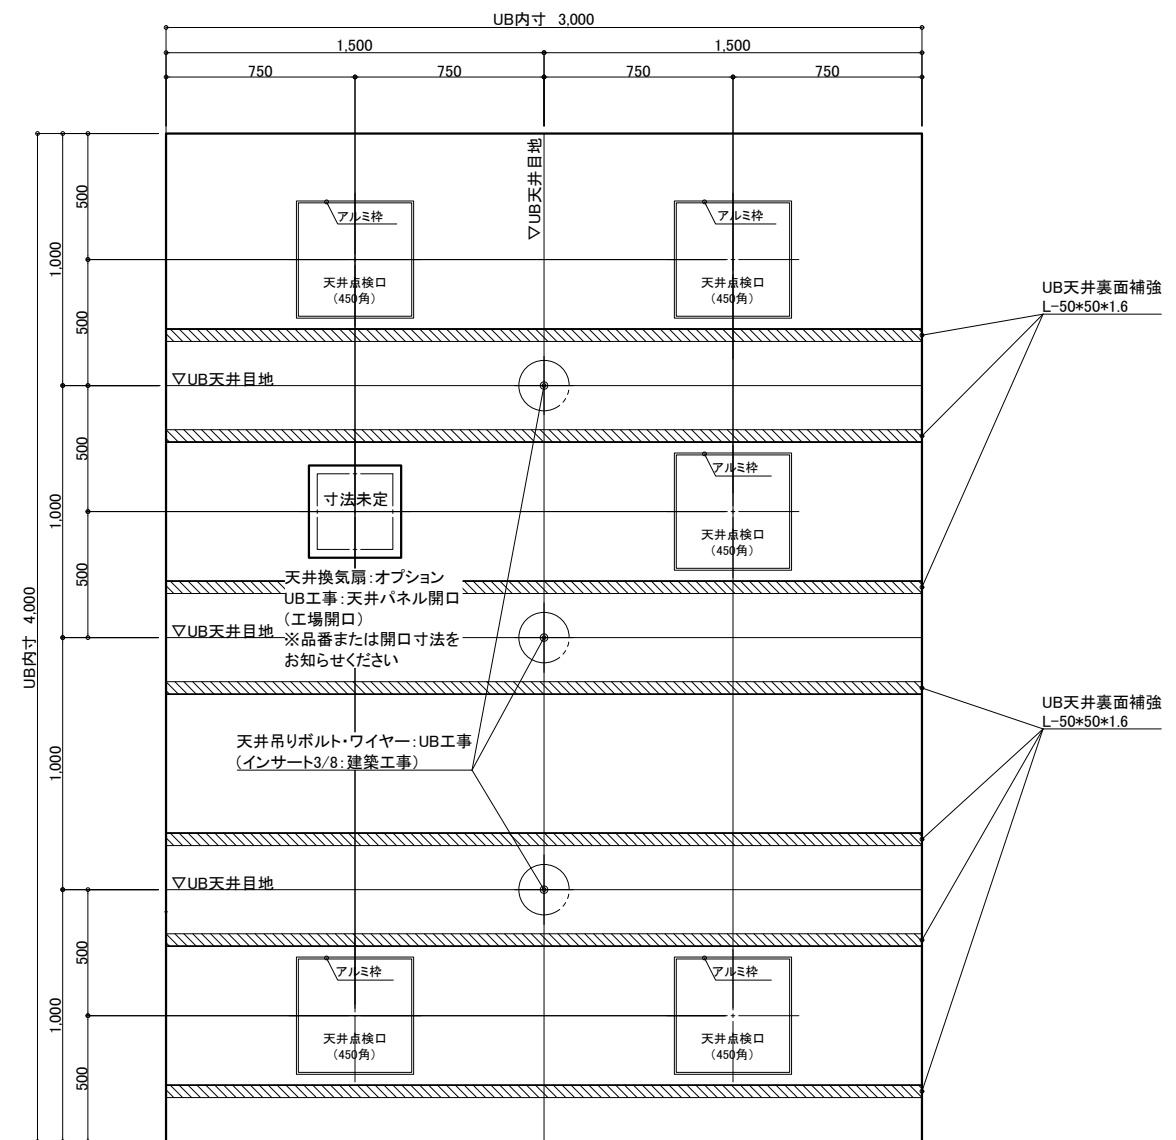 UB内寸 3,000
1,500
1,500
750
750
750
750
UB内寸 4,000
1,000
1,000
1,000
1,000
500
500
500
500
500
500
▽UB天井目地
アルミ枠
天井点検口
(450角)
アルミ枠
天井点検口
(450角)
UB天井裏面補強
L-50*50*1.6
▽UB天井目地
寸法未定
アルミ枠
天井点検口
(450角)
天井換気扇:オプション
UB工事:天井パネル開口
(工場開口)
※品番または開口寸法を
お知らせください
▽UB天井目地
UB天井裏面補強
L-50*50*1.6
天井吊りボルト・ワイヤー:UB工事
(インサート3/8:建築工事)
▽UB天井目地
アルミ枠
天井点検口
(450角)
アルミ枠
天井点検口
(450角)